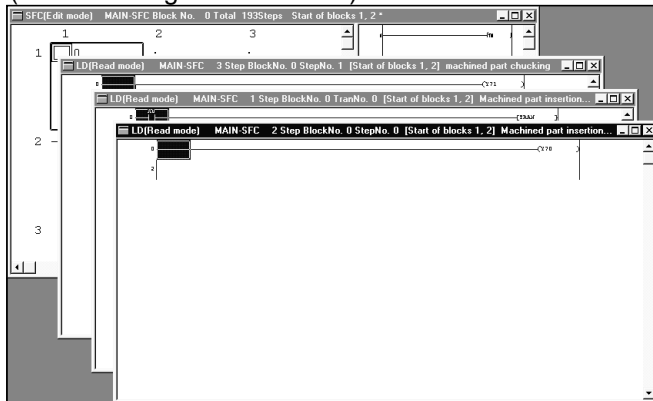 SFC(Edit mode) MAIN-SFC Block No. 0 Total 193Steps Start of blocks 1, 2 *
1 2 3
1
LD(Read mode) MAIN-SFC 3 Step BlockNo. 0 StepNo. 1 [Start of blocks 1, 2] machined part chucking
0 (Y71 )
LD(Read mode) MAIN-SFC 1 Step BlockNo. 0 TranNo. 0 [Start of blocks 1, 2] Machined part insertion...
0
LD(Read mode) MAIN-SFC 2 Step BlockNo. 0 StepNo. 0 [Start of blocks 1, 2] Machined part insertion...
0 (Y70 )
2
2
3